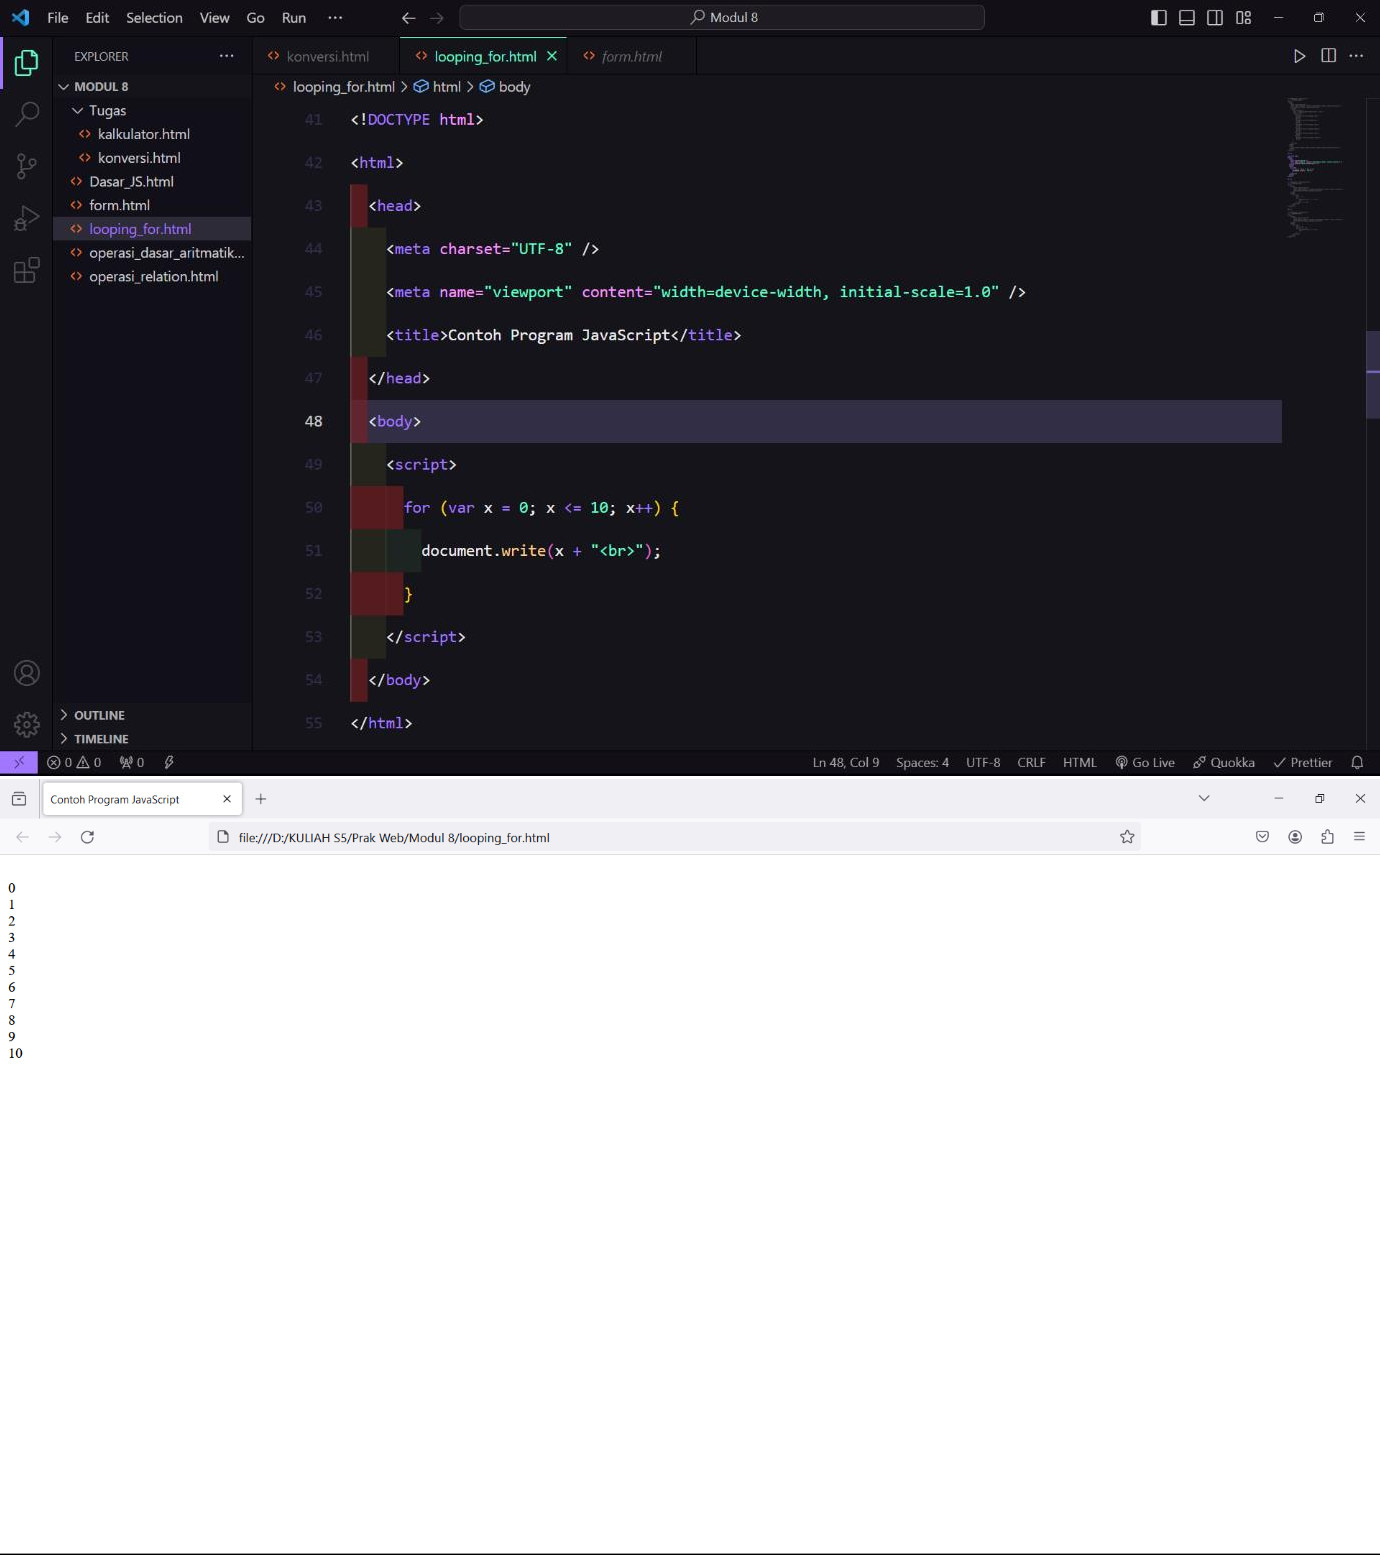 File Edit Selection View Go Run ··· Modul 8
EXPLORER ···
konversi.html looping_for.html form.html
MODUL 8
looping_for.html > html > body
Tugas
kalkulator.html
konversi.html
Dasar_JS.html
form.html
looping_for.html
operasi_dasar_aritmatik...
operasi_relation.html
41 <!DOCTYPE html>
42 <html>
43 <head>
44 <meta charset="UTF-8" />
45 <meta name="viewport" content="width=device-width, initial-scale=1.0" />
46 <title>Contoh Program JavaScript</title>
47 </head>
48 <body>
49 <script>
50 for (var x = 0; x <= 10; x++) {
51 document.write(x + "<br>");
52 }
53 </script>
54 </body>
55 </html>
OUTLINE
TIMELINE
0 0 0 Ln 48, Col 9 Spaces: 4 UTF-8 CRLF HTML Go Live Quokka Prettier
Contoh Program JavaScript
file:///D:/KULIAH S5/Prak Web/Modul 8/looping_for.html
0
1
2
3
4
5
6
7
8
9
10